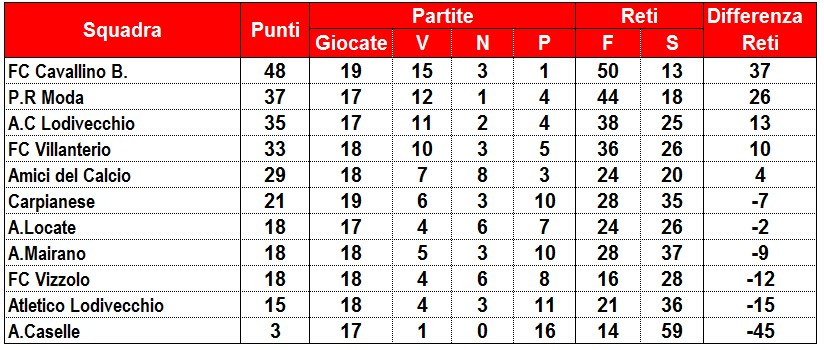 Squadra Punti Partite Reti Differenza Reti
Giocate V N P F S
FC Cavallino B. 48 19 15 3 1 50 13 37
P.R Moda 37 17 12 1 4 44 18 26
A.C Lodivecchio 35 17 11 2 4 38 25 13
FC Villanterio 33 18 10 3 5 36 26 10
Amici del Calcio 29 18 7 8 3 24 20 4
Carpianese 21 19 6 3 10 28 35 -7
A.Locate 18 17 4 6 7 24 26 -2
A.Mairano 18 18 5 3 10 28 37 -9
FC Vizzolo 18 18 4 6 8 16 28 -12
Atletico Lodivecchio 15 18 4 3 11 21 36 -15
A.Caselle 3 17 1 0 16 14 59 -45